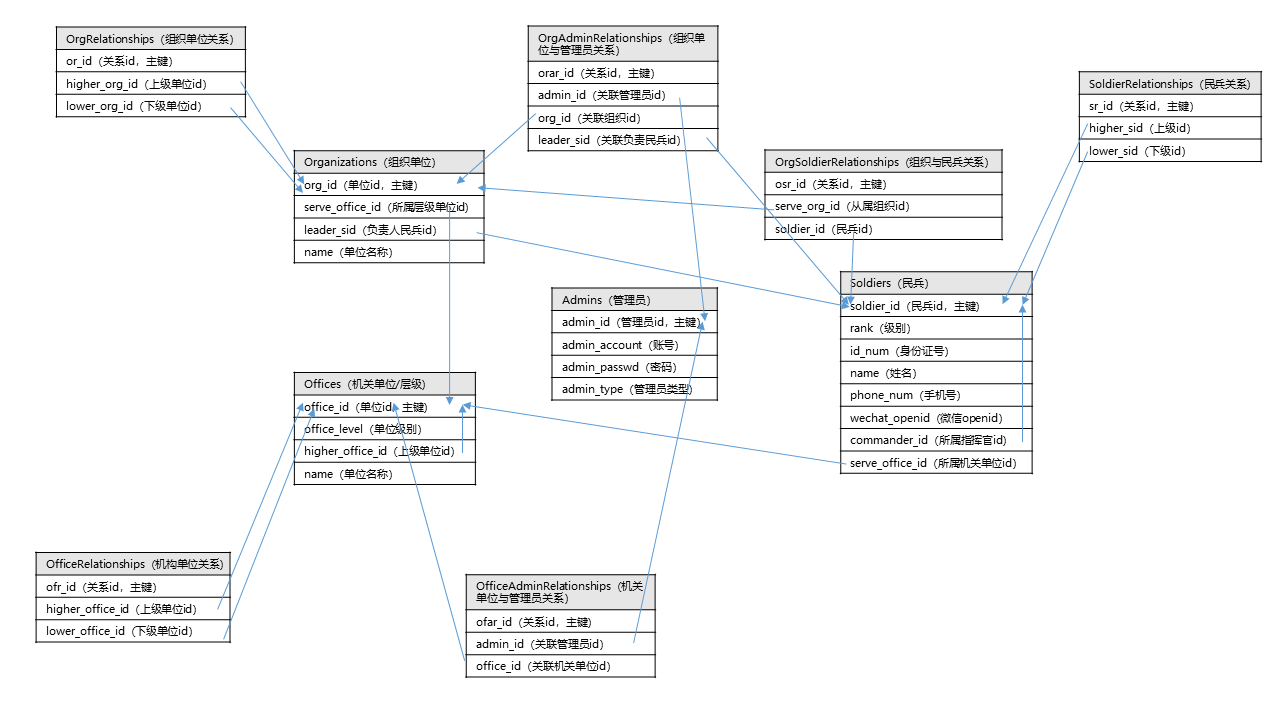 OrgRelationships（组织单位关系）
or_id（关系id，主键）
higher_org_id（上级单位id）
lower_org_id（下级单位id）
OrgAdminRelationships（组织单
位与管理员关系）
orar_id（关系id，主键）
admin_id（关联管理员id）
org_id（关联组织id）
leader_sid（关联负责民兵id）
SoldierRelationships（民兵关系）
sr_id（关系id，主键）
higher_sid（上级id）
lower_sid（下级id）
Organizations（组织单位）
org_id（单位id，主键）
serve_office_id（所属层级单位id）
leader_sid（负责人民兵id）
name（单位名称）
OrgSoldierRelationships（组织与民兵关系）
osr_id（关系id，主键）
serve_org_id（从属组织id）
soldier_id（民兵id）
Soldiers（民兵）
soldier_id（民兵id，主键）
rank（级别）
id_num（身份证号）
name（姓名）
phone_num（手机号）
wechat_openid（微信openid）
commander_id（所属指挥官id）
serve_office_id（所属机关单位id）
Admins（管理员）
admin_id（管理员id，主键）
admin_account（账号）
admin_passwd（密码）
admin_type（管理员类型）
Offices（机关单位/层级）
office_id（单位id，主键）
office_level（单位级别）
higher_office_id（上级单位id）
name（单位名称）
OfficeRelationships（机构单位关系）
ofr_id（关系id，主键）
higher_office_id（上级单位id）
lower_office_id（下级单位id）
OfficeAdminRelationships（机关
单位与管理员关系）
ofar_id（关系id，主键）
admin_id（关联管理员id）
office_id（关联机关单位id）